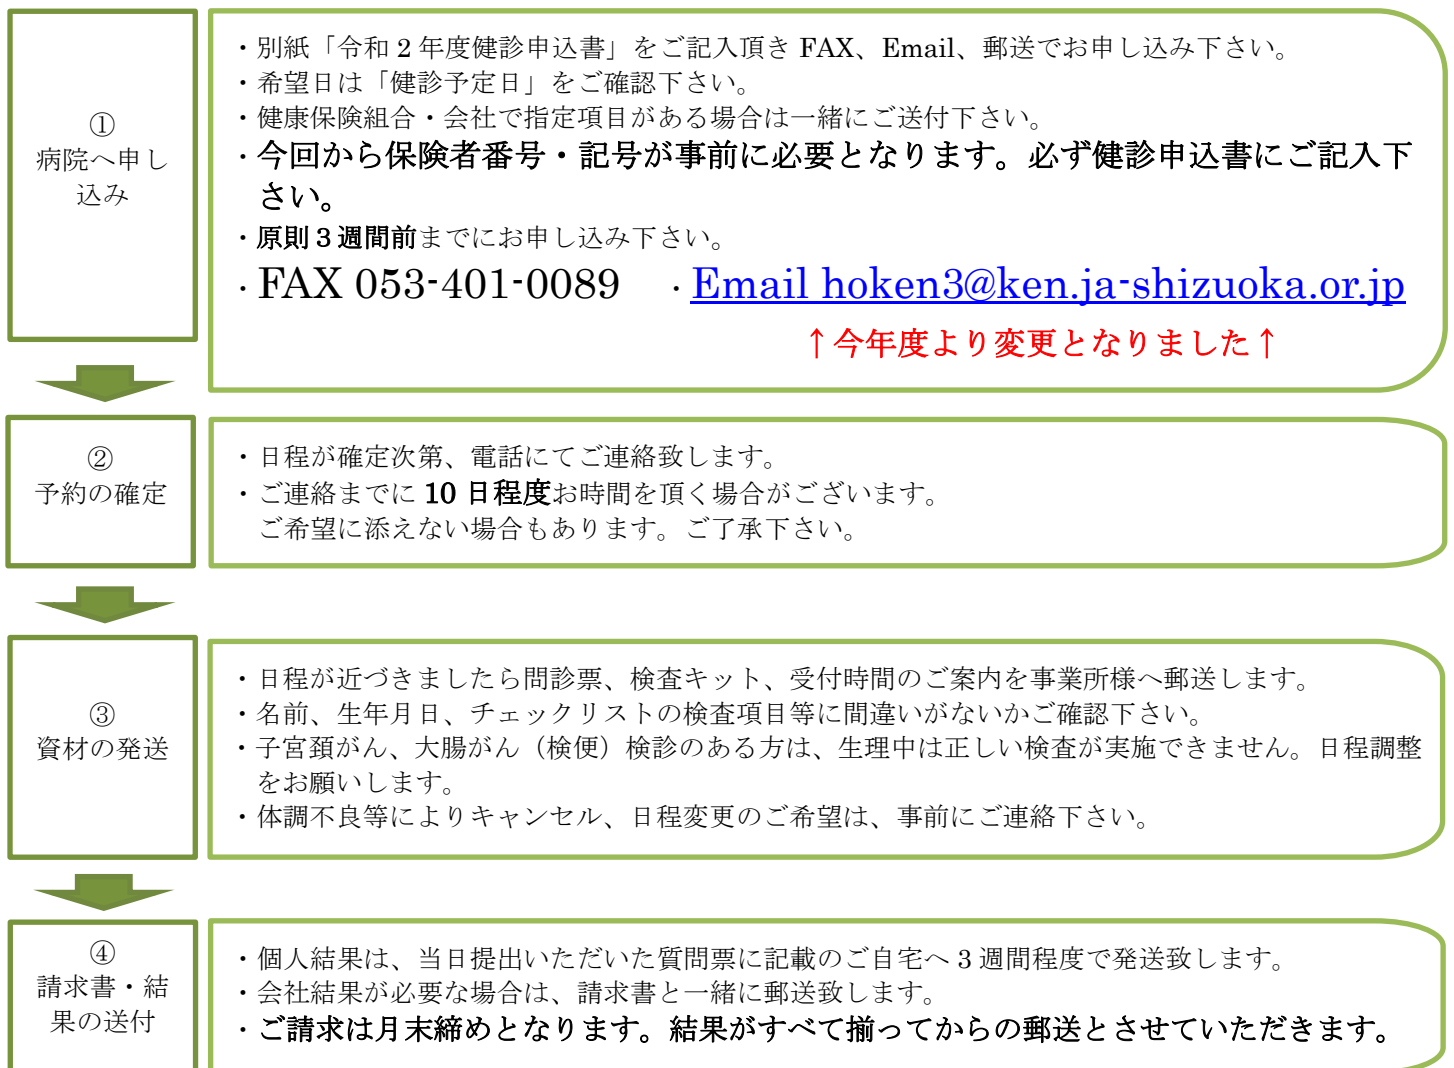 ①
病院へ申し
込み
・別紙「令和２年度健診申込書」をご記入頂き FAX、Email、郵送でお申し込み下さい。
・希望日は「健診予定日」をご確認下さい。
・健康保険組合・会社で指定項目がある場合は一緒にご送付下さい。
・今回から保険者番号・記号が事前に必要となります。必ず健診申込書にご記入下
さい。
・原則３週間前までにお申し込み下さい。
・FAX 053-401-0089 ・Email hoken3@ken.ja-shizuoka.or.jp
↑今年度より変更となりました↑
②
予約の確定
・日程が確定次第、電話にてご連絡致します。
・ご連絡までに 10 日程度お時間を頂く場合がございます。
ご希望に添えない場合もあります。ご了承下さい。
③
資材の発送
・日程が近づきましたら問診票、検査キット、受付時間のご案内を事業所様へ郵送します。
・名前、生年月日、チェックリストの検査項目等に間違いがないかご確認下さい。
・子宮頚がん、大腸がん（検便）検診のある方は、生理中は正しい検査が実施できません。日程調整
をお願いします。
・体調不良等によりキャンセル、日程変更のご希望は、事前にご連絡下さい。
④
請求書・結
果の送付
・個人結果は、当日提出いただいた質問票に記載のご自宅へ 3 週間程度で発送致します。
・会社結果が必要な場合は、請求書と一緒に郵送致します。
・ご請求は月末締めとなります。結果がすべて揃ってからの郵送とさせていただきます。